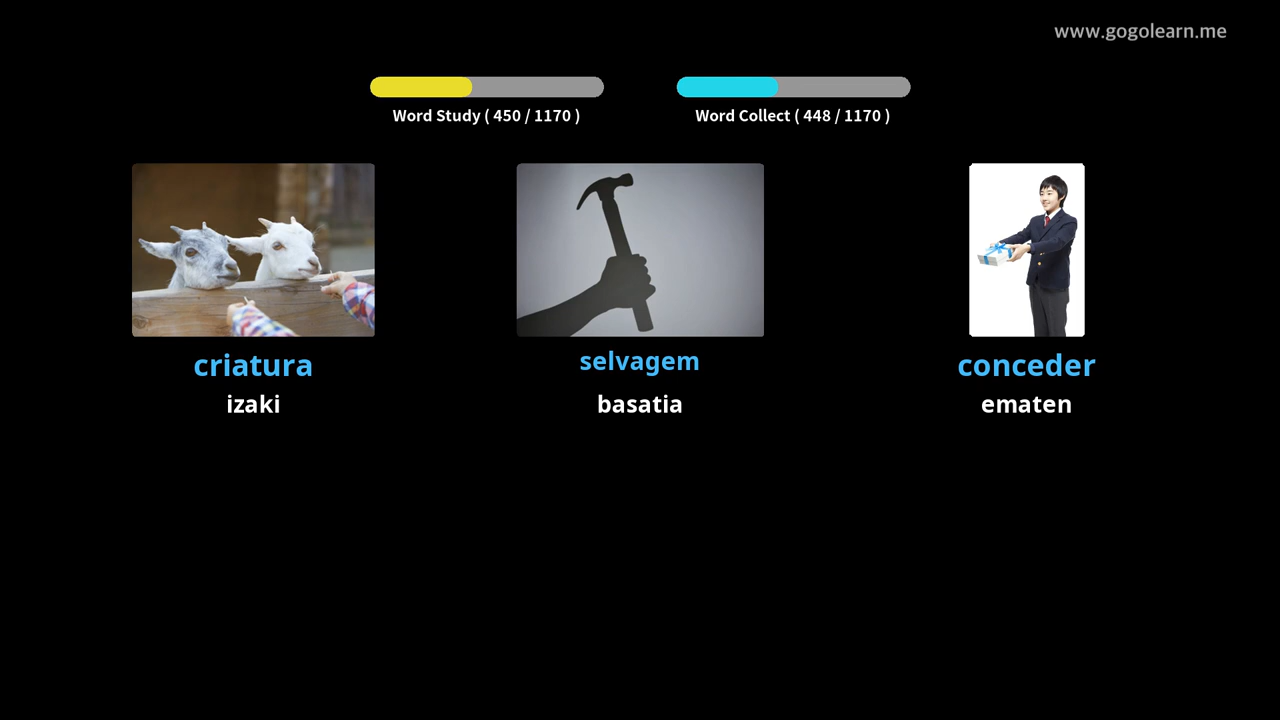 www.gogolearn.me
Word Study ( 450 / 1170 )
Word Collect ( 448 / 1170 )
criatura
izaki
selvagem
basatia
conceder
ematen